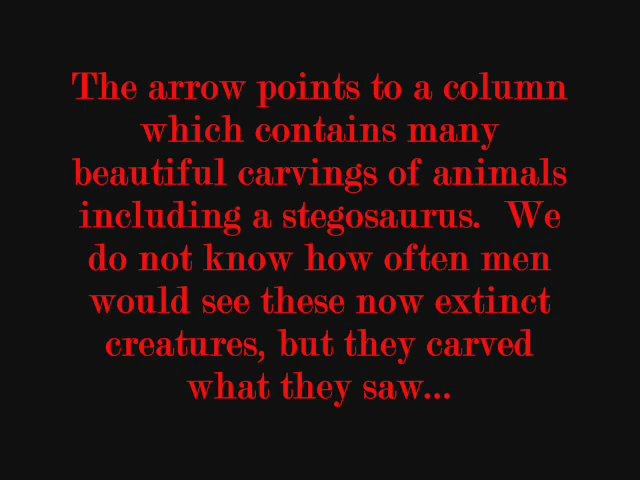 The arrow points to a column
which contains many
beautiful carvings of animals
including a stegosaurus.  We
do not know how often men
would see these now extinct
creatures, but they carved
what they saw...